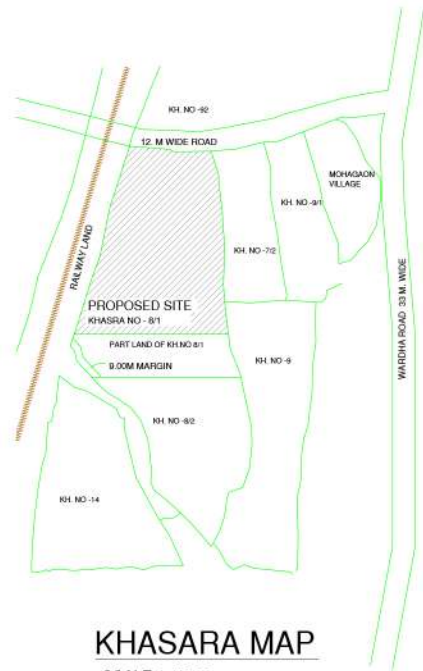 KH. NO -92
12. M WIDE ROAD
MOHAGAON
VILLAGE
KH. NO -9/1
KH. NO -7/2
RAILWAY LAND
WARDHA ROAD 33 M. WIDE
PROPOSED SITE
KHASRA NO - 8/1
PART LAND OF KH.NO 8/1
9.00M MARGIN
KH. NO -9
KH. NO -8/2
KH. NO -14
KHASARA MAP